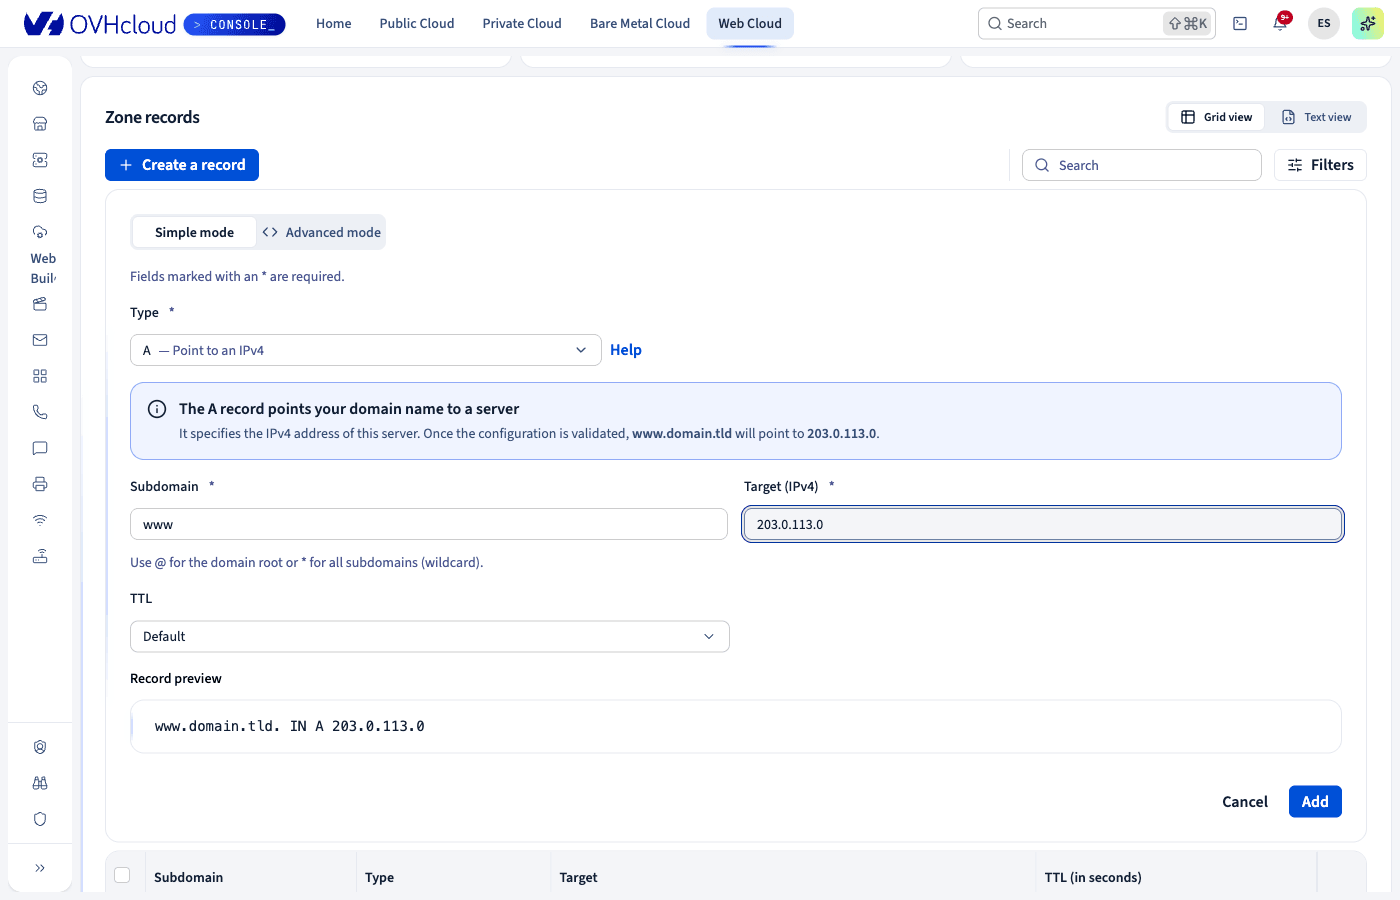 OVHcloud
> CONSOLE_
Home
Public Cloud
Private Cloud
Bare Metal Cloud
Web Cloud
Search
⇧⌘K
9+
ES
Web
Zone records
Grid view
Text view
+ Create a record
Search
Filters
Simple mode
<> Advanced mode
Fields marked with an * are required.
Type *
A — Point to an IPv4
Help
The A record points your domain name to a server
It specifies the IPv4 address of this server. Once the configuration is validated, www.domain.tld will point to 203.0.113.0.
Subdomain *
Target (IPv4) *
www
203.0.113.0
Use @ for the domain root or * for all subdomains (wildcard).
TTL
Default
Record preview
www.domain.tld. IN A 203.0.113.0
Cancel
Add
Subdomain
Type
Target
TTL (in seconds)